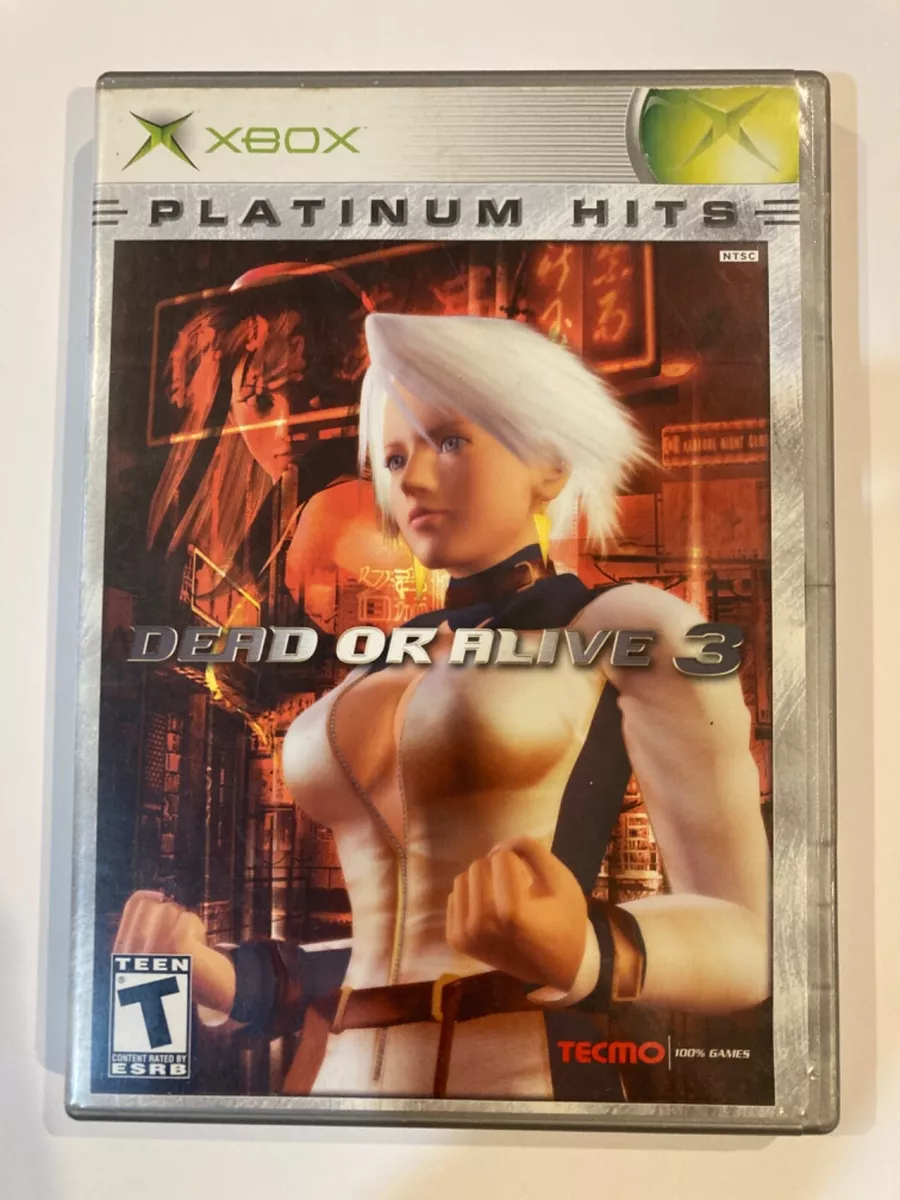 XBOX
PLATINUM HITS
NTSC
DEAD OR ALIVE 3
TEEN
T
CONTENT RATED BY
ESRB
TECMO
100% GAMES